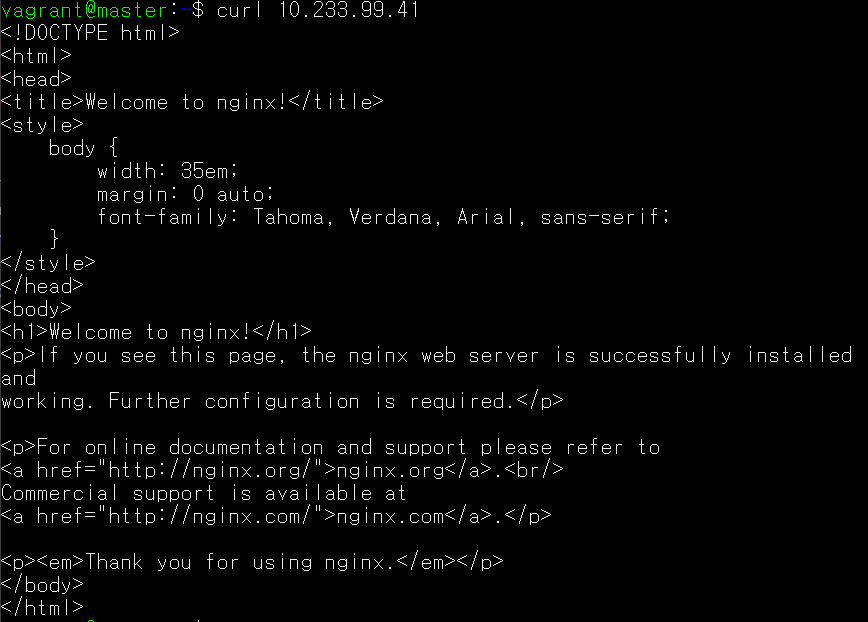 vagrant@master:~$ curl 10.233.99.41
<!DOCTYPE html>
<html>
<head>
<title>Welcome to nginx!</title>
<style>
    body {
        width: 35em;
        margin: 0 auto;
        font-family: Tahoma, Verdana, Arial, sans-serif;
    }
</style>
</head>
<body>
<h1>Welcome to nginx!</h1>
<p>If you see this page, the nginx web server is successfully installed
and
working. Further configuration is required.</p>

<p>For online documentation and support please refer to
<a href="http://nginx.org/">nginx.org</a>.<br/>
Commercial support is available at
<a href="http://nginx.com/">nginx.com</a>.</p>

<p><em>Thank you for using nginx.</em></p>
</body>
</html>